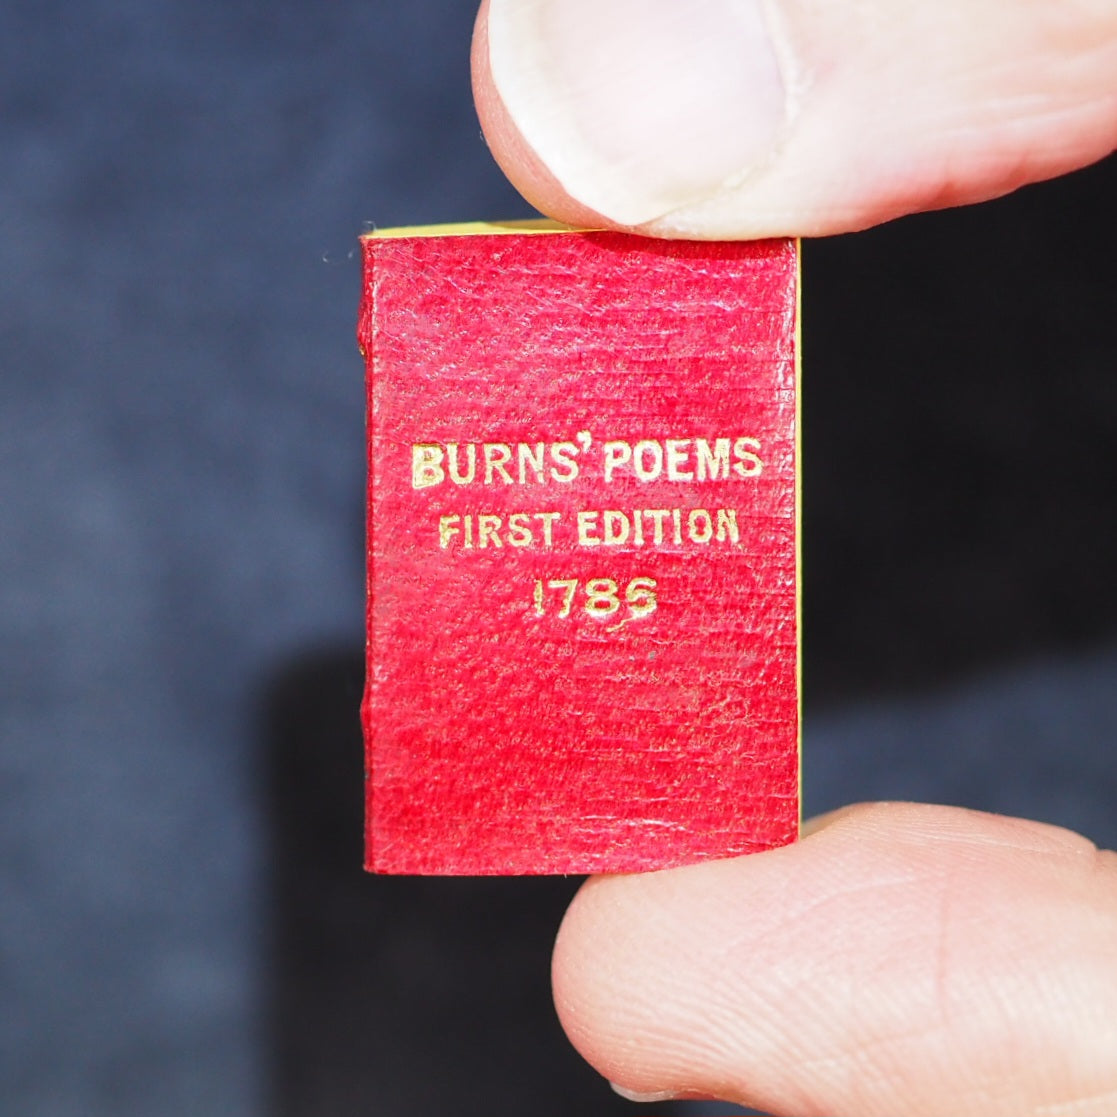 BURNS' POEMS
FIRST EDITION
1786